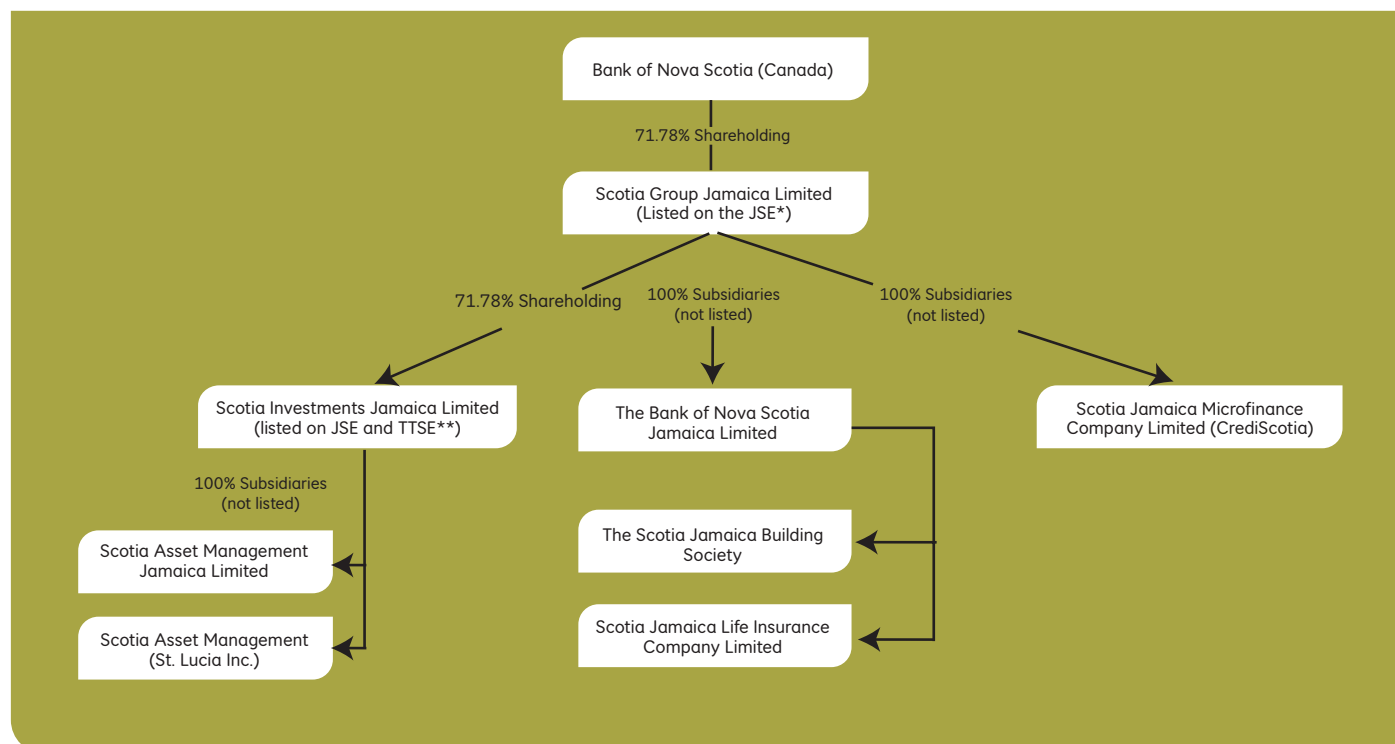 Bank of Nova Scotia (Canada)
71.78% Shareholding
Scotia Group Jamaica Limited
(Listed on the JSE*)
71.78% Shareholding
100% Subsidiaries
(not listed)
100% Subsidiaries
(not listed)
Scotia Investments Jamaica Limited
(listed on JSE and TTSE**)
The Bank of Nova Scotia
Jamaica Limited
Scotia Jamaica Microfinance
Company Limited (CrediScotia)
100% Subsidiaries
(not listed)
Scotia Asset Management
Jamaica Limited
The Scotia Jamaica Building
Society
Scotia Asset Management
(St. Lucia Inc.)
Scotia Jamaica Life Insurance
Company Limited